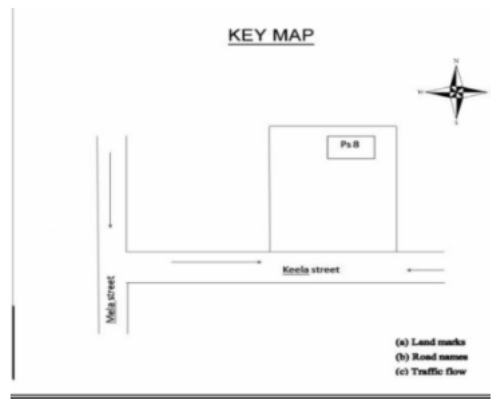 KEY MAP
N
W
E
S
Ps 8
Keela street
Mela street
(a) Land marks
(b) Road names
(c) Traffic flow